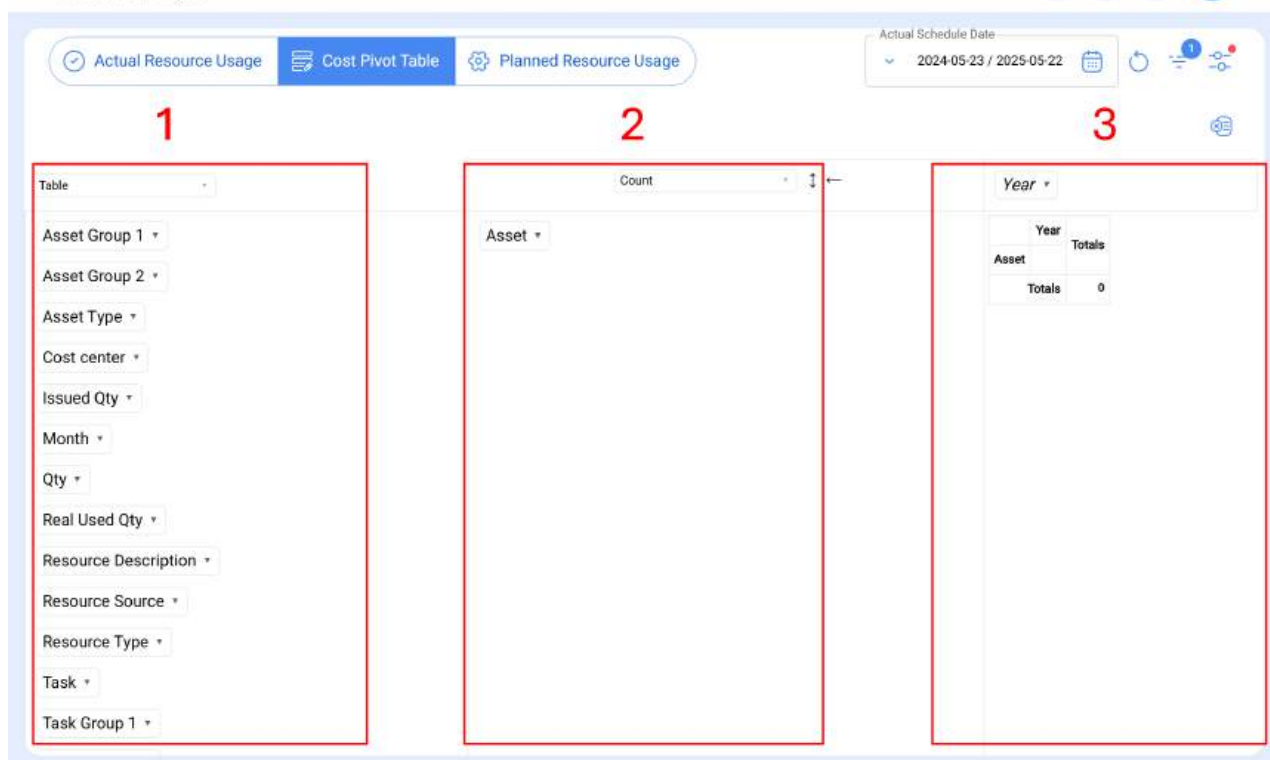 Actual Schedule Date
Actual Resource Usage Cost Pivot Table Planned Resource Usage 2024-05-23 / 2025-05-22 1
1 2 3
Table Count ↕ ← Year
Asset Group 1 Asset Year Totals
Asset Group 2 Asset
Totals 0
Asset Type
Cost center
Issued Qty
Month
Qty
Real Used Qty
Resource Description
Resource Source
Resource Type
Task
Task Group 1